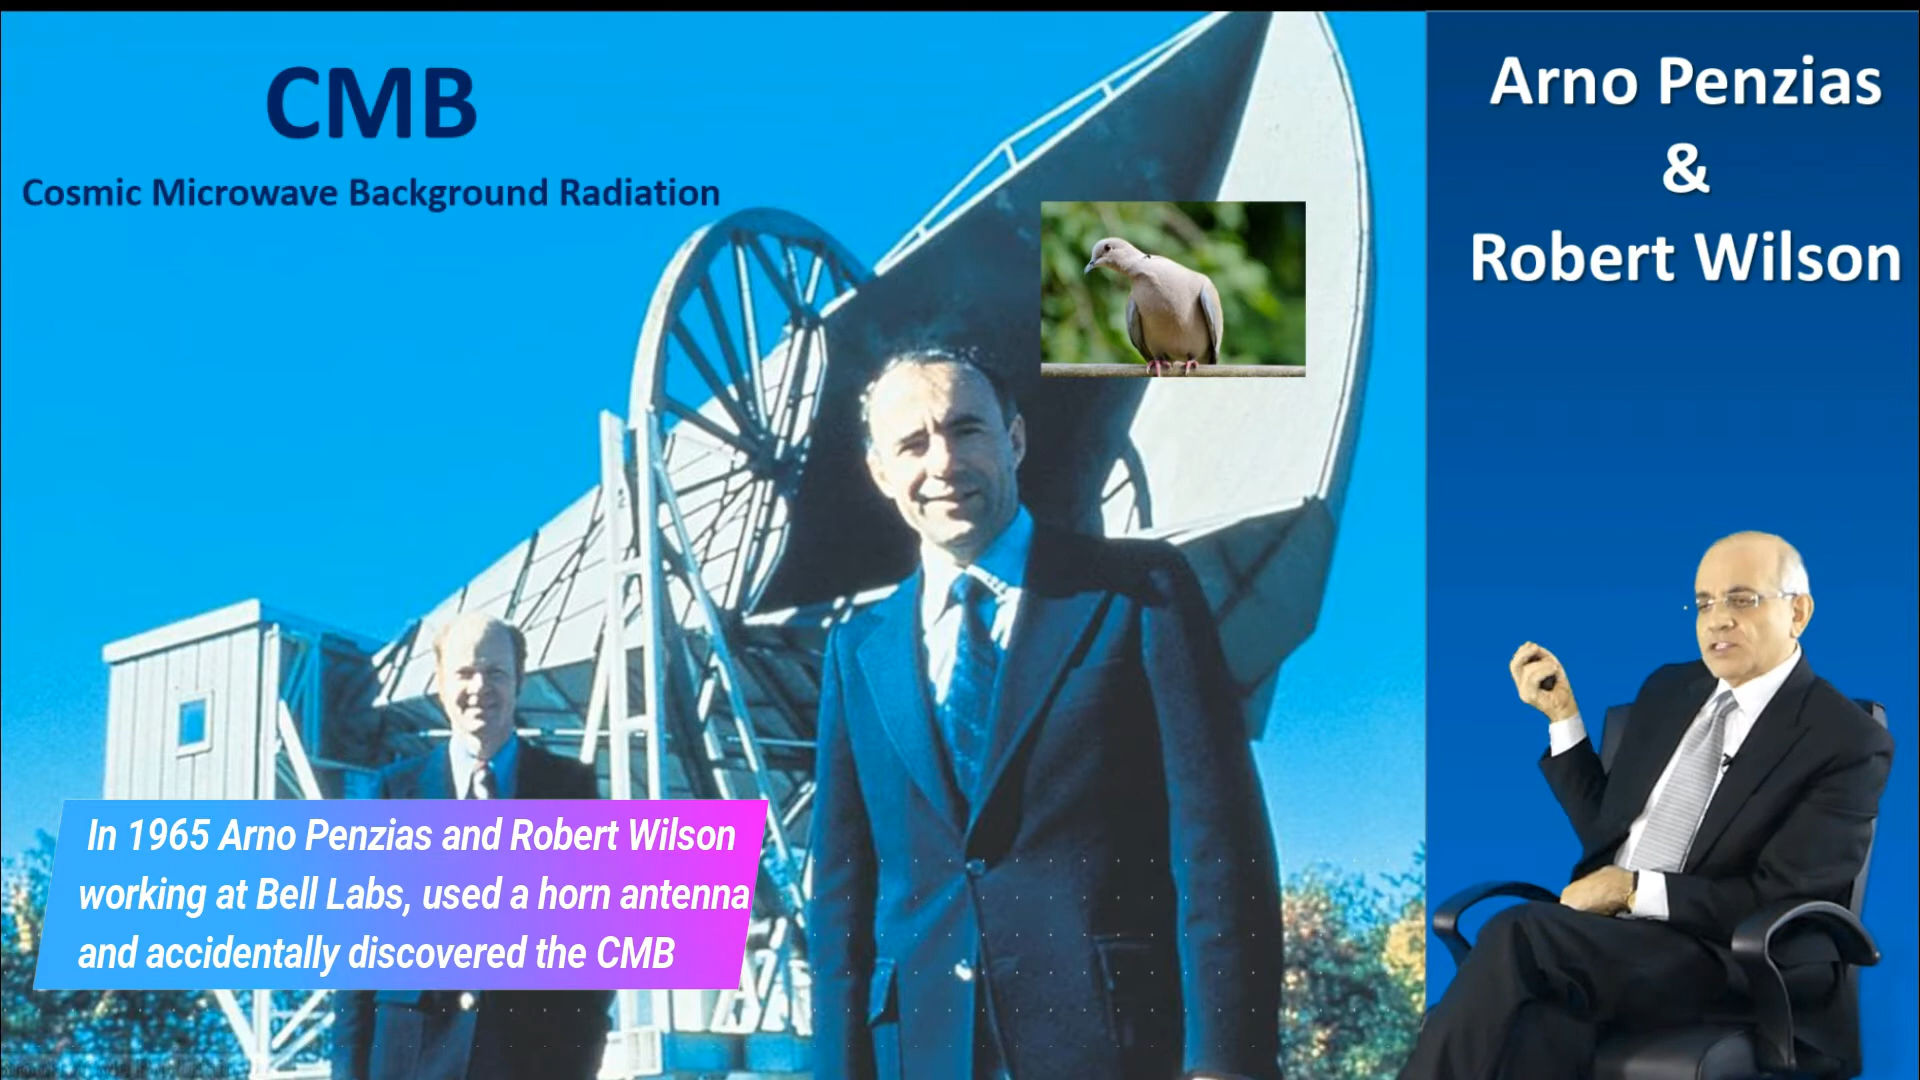 CMB
Cosmic Microwave Background Radiation
Arno Penzias
&
Robert Wilson
In 1965 Arno Penzias and Robert Wilson
working at Bell Labs, used a horn antenna
and accidentally discovered the CMB